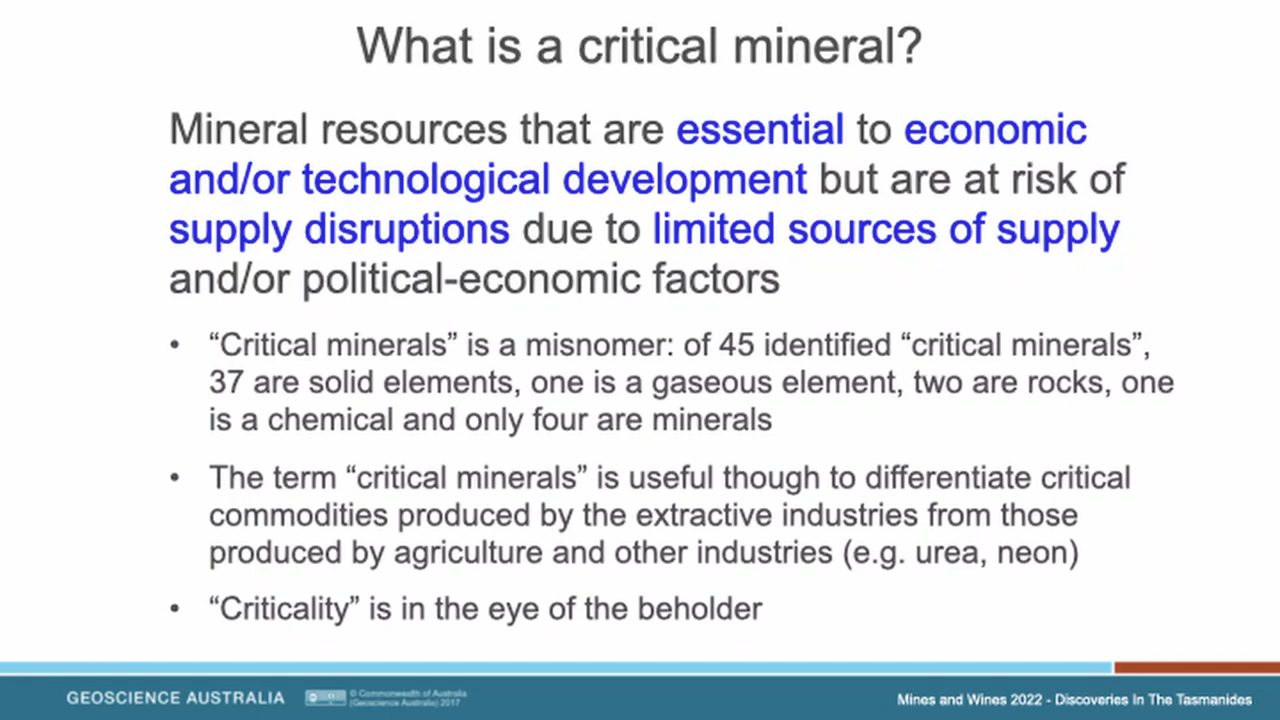 What is a critical mineral?
Mineral resources that are essential to economic
and/or technological development but are at risk of
supply disruptions due to limited sources of supply
and/or political-economic factors
• “Critical minerals” is a misnomer: of 45 identified “critical minerals”,
37 are solid elements, one is a gaseous element, two are rocks, one
is a chemical and only four are minerals
• The term “critical minerals” is useful though to differentiate critical
commodities produced by the extractive industries from those
produced by agriculture and other industries (e.g. urea, neon)
• “Criticality” is in the eye of the beholder
GEOSCIENCE AUSTRALIA
© Commonwealth of Australia
(Geoscience Australia) 2017
Mines and Wines 2022 - Discoveries In The Tasmanides